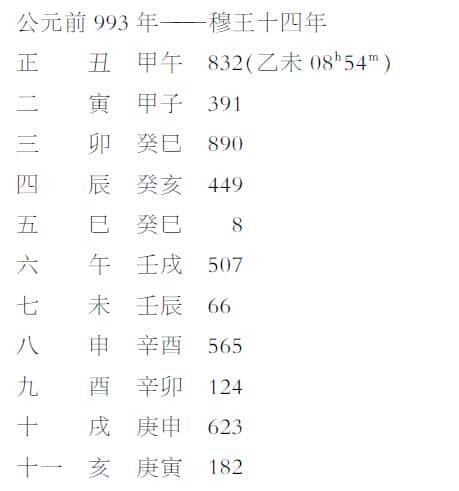 公元前 993 年——穆王十四年
正 丑 甲午 832(乙未 08ʰ54ᵐ)
二 寅 甲子 391
三 卯 癸巳 890
四 辰 癸亥 449
五 巳 癸巳 8
六 午 壬戌 507
七 未 壬辰 66
八 申 辛酉 565
九 酉 辛卯 124
十 戌 庚申 623
十一 亥 庚寅 182